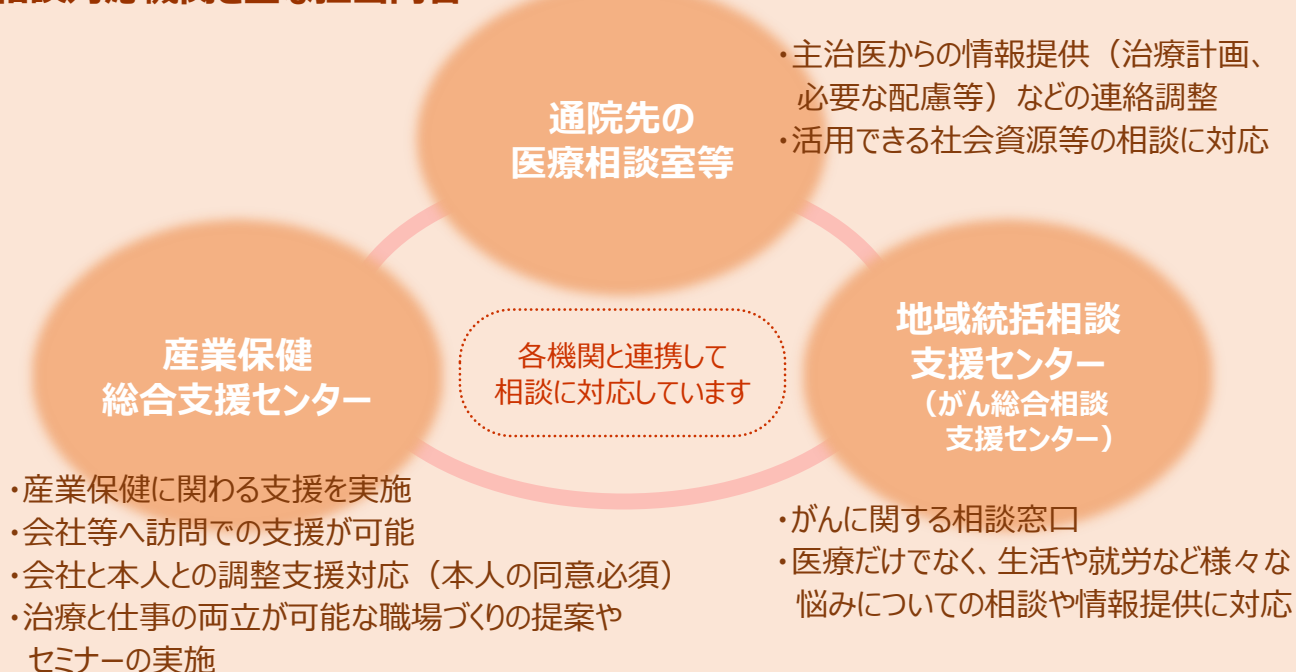 通院先の
医療相談室等
・主治医からの情報提供（治療計画、
必要な配慮等）などの連絡調整
・活用できる社会資源等の相談に対応
産業保健
総合支援センター
各機関と連携して
相談に対応しています
地域統括相談
支援センター
（がん総合相談
支援センター）
・産業保健に関わる支援を実施
・会社等へ訪問での支援が可能
・会社と本人との調整支援対応（本人の同意必須）
・治療と仕事の両立が可能な職場づくりの提案や
セミナーの実施
・がんに関する相談窓口
・医療だけでなく、生活や就労など様々な
悩みについての相談や情報提供に対応